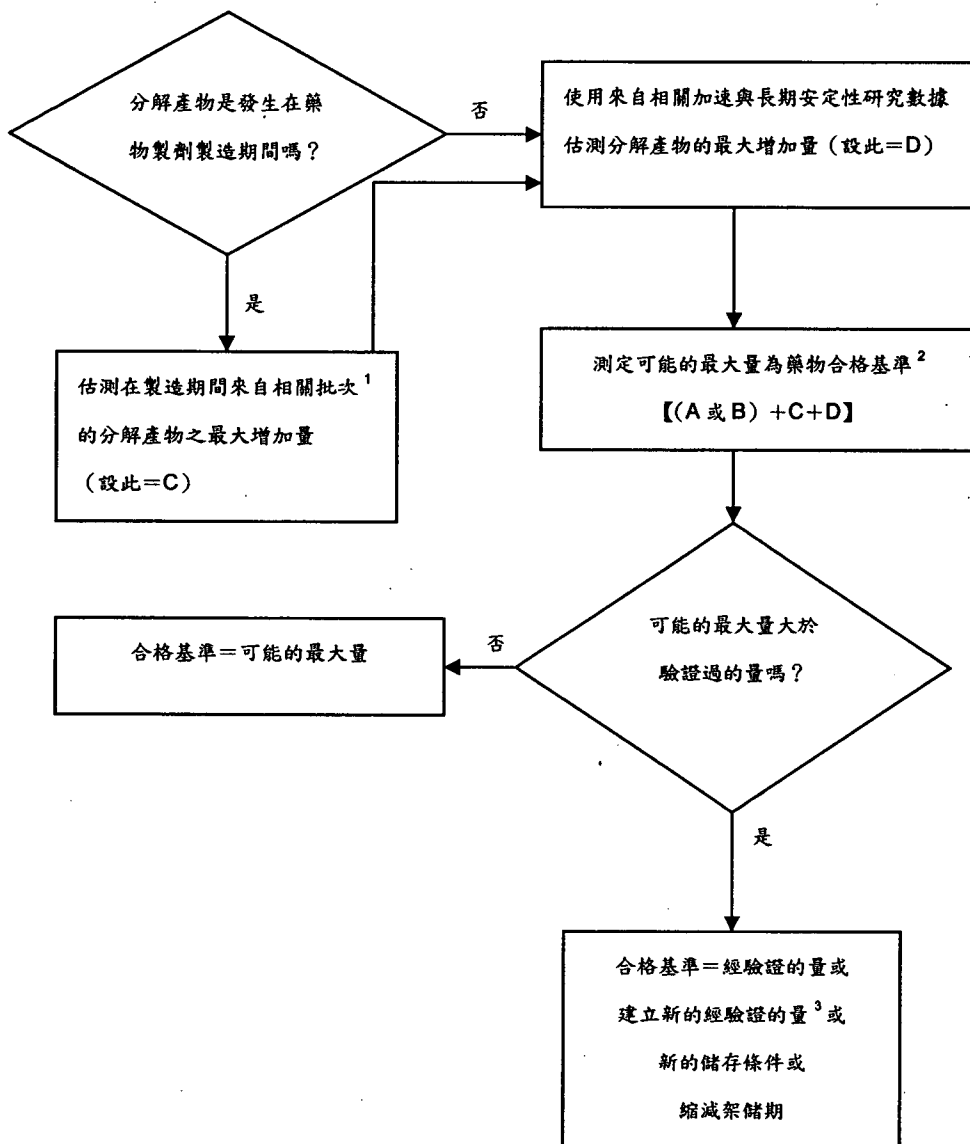 分解產物是發生在藥
物製劑製造期間嗎？
否
使用來自相關加速與長期安定性研究數據
估測分解產物的最大增加量（設此＝D）
是
估測在製造期間來自相關批次¹
的分解產物之最大增加量
（設此＝C）
測定可能的最大量為藥物合格基準²
【(A 或 B) ＋C＋D】
可能的最大量大於
驗證過的量嗎？
否
合格基準＝可能的最大量
是
合格基準＝經驗證的量或
建立新的經驗證的量³或
新的儲存條件或
縮減架儲期